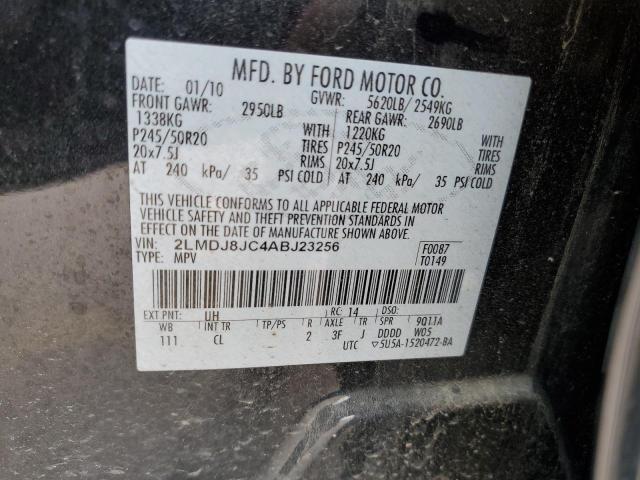 MFD. BY FORD MOTOR CO.
DATE: 01/10 GVWR: 5620LB/ 2549KG
FRONT GAWR: 2950LB REAR GAWR: 2690LB
1338KG WITH 1220KG WITH
P245/50R20 TIRES P245/50R20 TIRES
20x7.5J RIMS 20x7.5J RIMS
AT 240 kPa/ 35 PSI COLD AT 240 kPa/ 35 PSI COLD
THIS VEHICLE CONFORMS TO ALL APPLICABLE FEDERAL MOTOR
VEHICLE SAFETY AND THEFT PREVENTION STANDARDS IN
EFFECT ON THE DATE OF MANUFACTURE SHOWN ABOVE.
VIN: 2LMDJ8JC4ABJ23256 F0087
TYPE: MPV T0149
EXT PNT: UH RC: 14 DSO:
WB INT TR TP/PS R AXLE TR SPR 9Q11A
111 CL 2 3F J DDDD W05
UTC ▽5U5A-1520472-BA